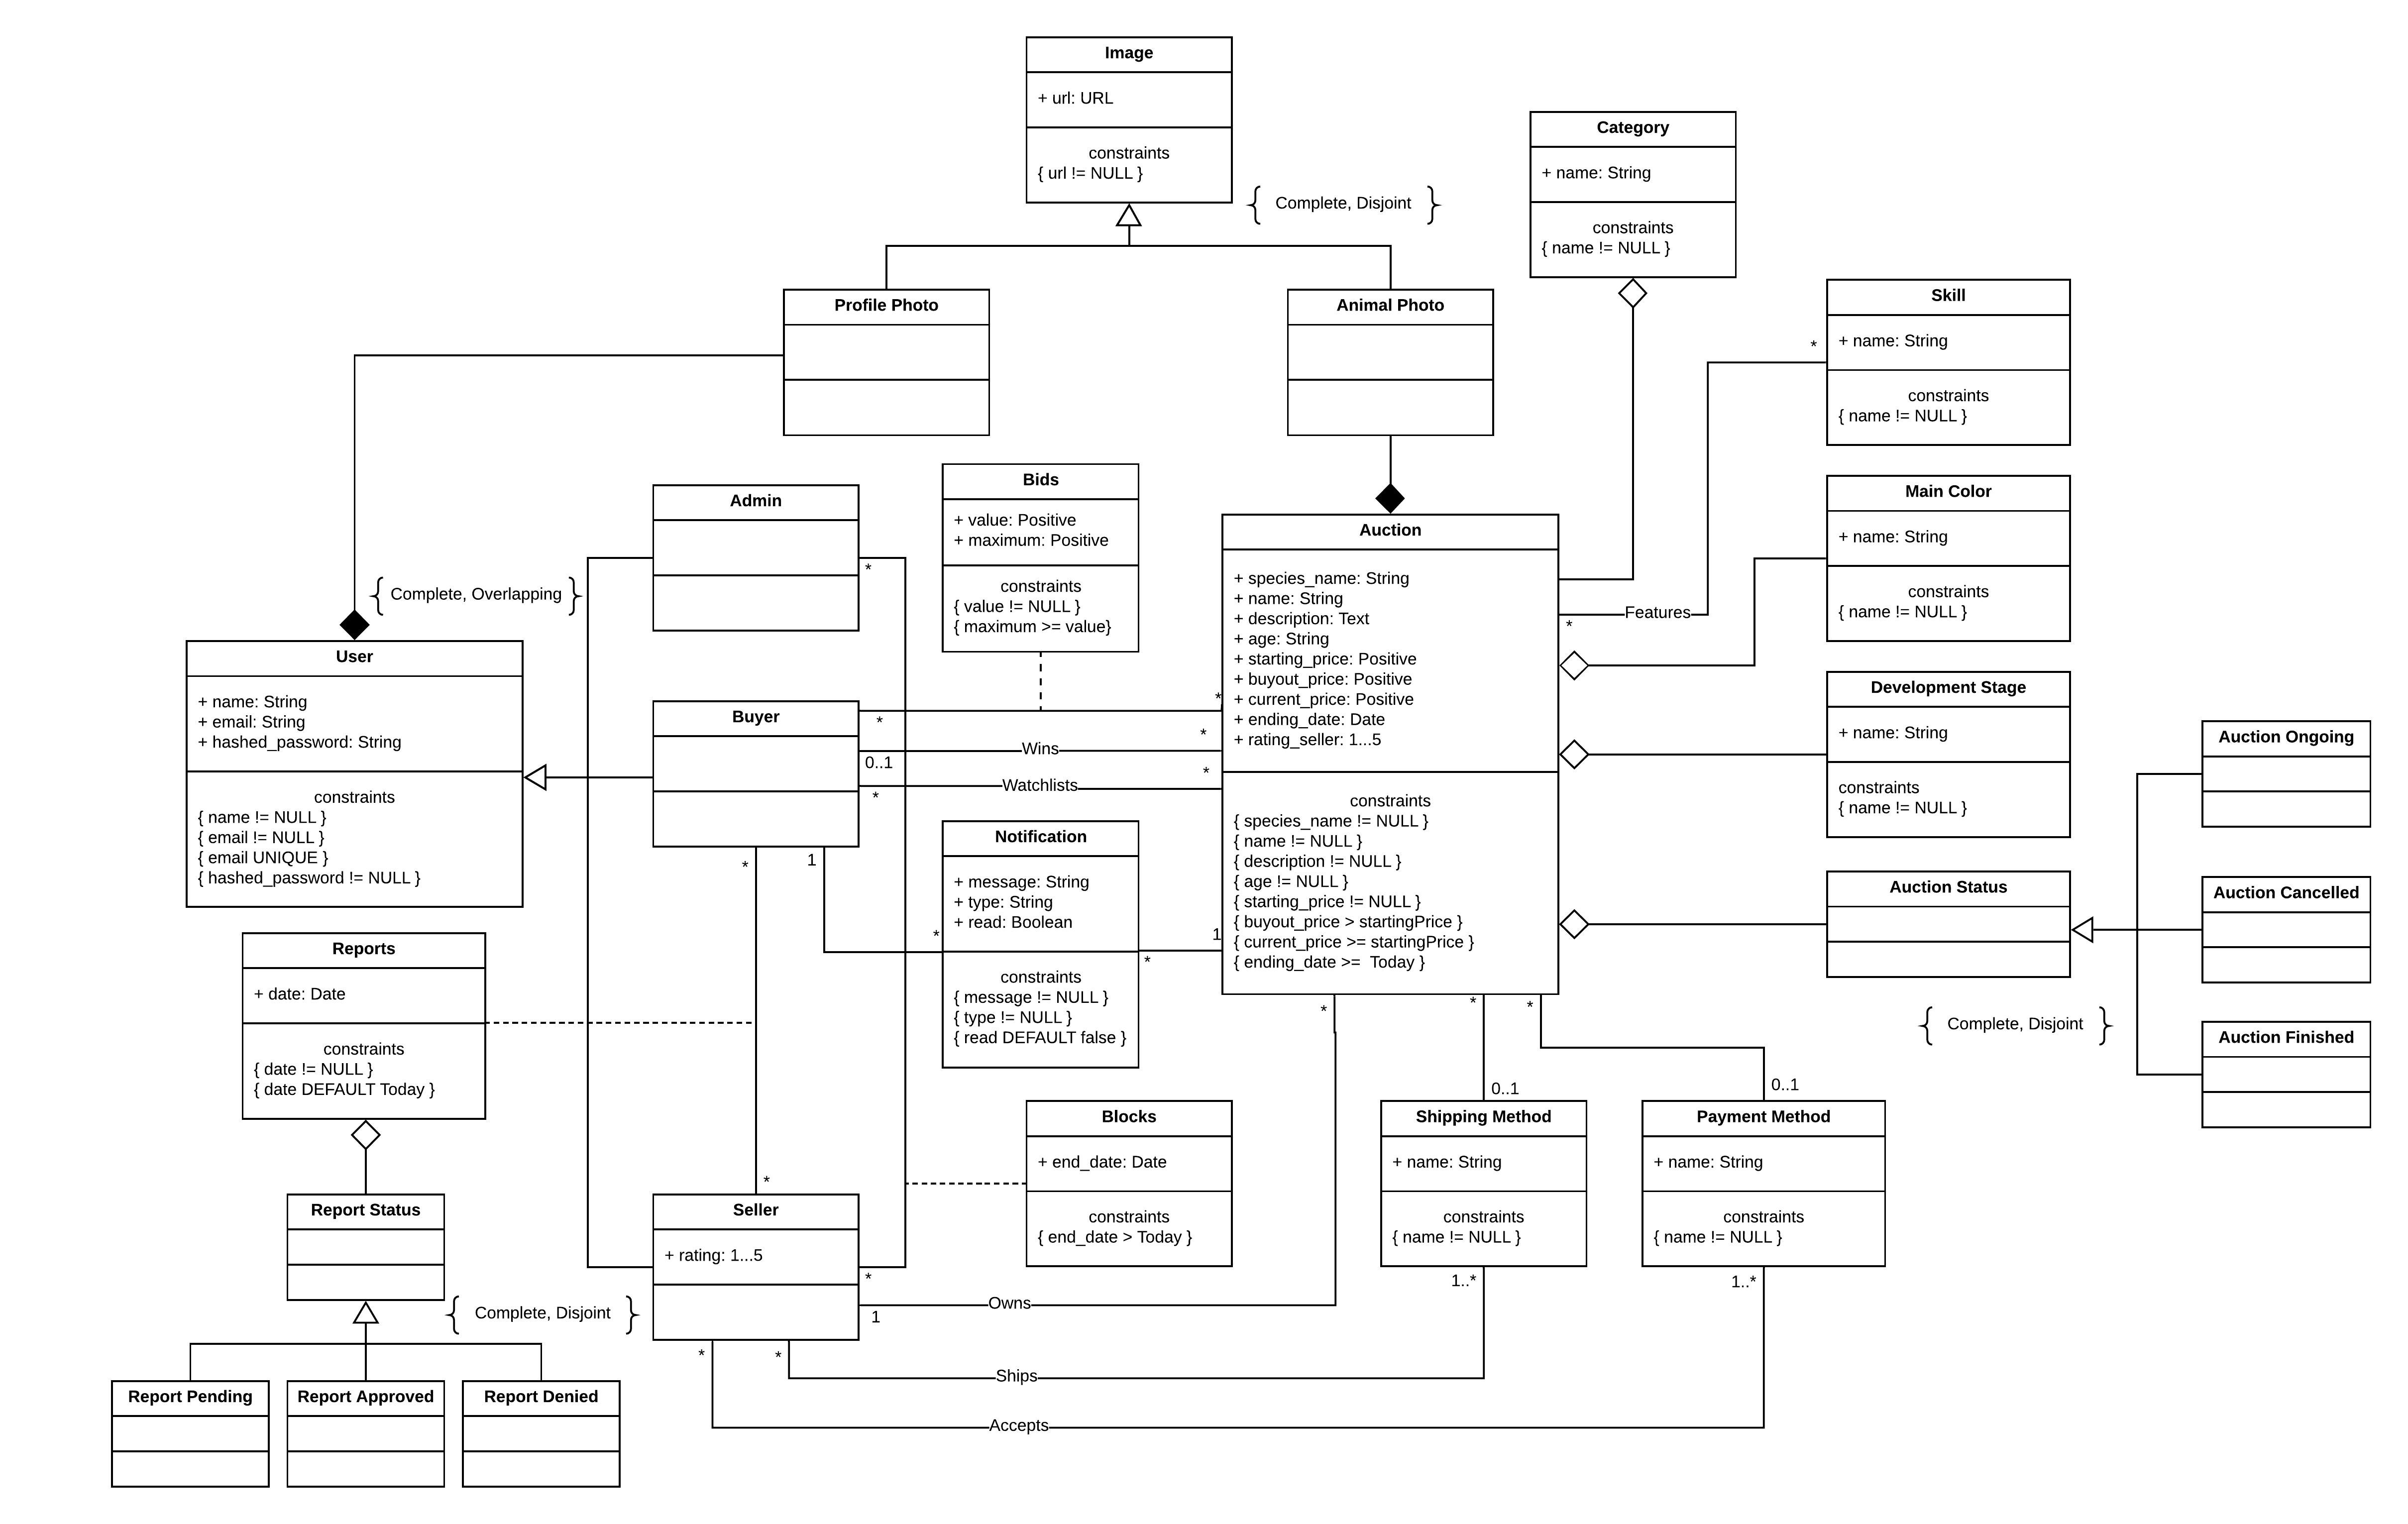 Image
+ url: URL
constraints
{ url != NULL }
{ Complete, Disjoint }
Category
+ name: String
constraints
{ name != NULL }
Profile Photo
Animal Photo
Skill
+ name: String
constraints
{ name != NULL }
*
Features
*
Main Color
+ name: String
constraints
{ name != NULL }
Development Stage
+ name: String
constraints
{ name != NULL }
Auction Status
{ Complete, Disjoint }
Auction Ongoing
Auction Cancelled
Auction Finished
Admin
*
Bids
+ value: Positive
+ maximum: Positive
constraints
{ value != NULL }
{ maximum >= value}
Auction
+ species_name: String
+ name: String
+ description: Text
+ age: String
+ starting_price: Positive
+ buyout_price: Positive
+ current_price: Positive
+ ending_date: Date
+ rating_seller: 1...5
constraints
{ species_name != NULL }
{ name != NULL }
{ description != NULL }
{ age != NULL }
{ starting_price != NULL }
{ buyout_price > startingPrice }
{ current_price >= startingPrice }
{ ending_date >=  Today }
{ Complete, Overlapping }
User
+ name: String
+ email: String
+ hashed_password: String
constraints
{ name != NULL }
{ email != NULL }
{ email UNIQUE }
{ hashed_password != NULL }
Buyer
* *
0..1 Wins *
* Watchlists *
* 1
Notification
+ message: String
+ type: String
+ read: Boolean
constraints
{ message != NULL }
{ type != NULL }
{ read DEFAULT false }
* * 1
Reports
+ date: Date
constraints
{ date != NULL }
{ date DEFAULT Today }
Report Status
{ Complete, Disjoint }
Report Pending
Report Approved
Report Denied
*
Seller
+ rating: 1...5
*
1 Owns *
* Ships 1..*
* Accepts 1..*
Blocks
+ end_date: Date
constraints
{ end_date > Today }
* 0..1
Shipping Method
+ name: String
constraints
{ name != NULL }
* 0..1
Payment Method
+ name: String
constraints
{ name != NULL }